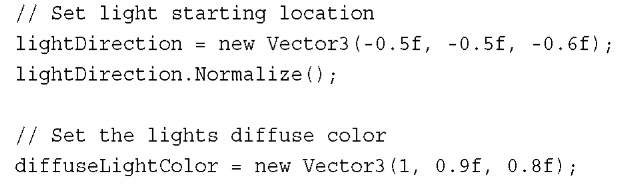 // Set light starting location
lightDirection = new Vector3(-0.5f, -0.5f, -0.6f);
lightDirection.Normalize();
// Set the lights diffuse color
diffuseLightColor = new Vector3(1, 0.9f, 0.8f);